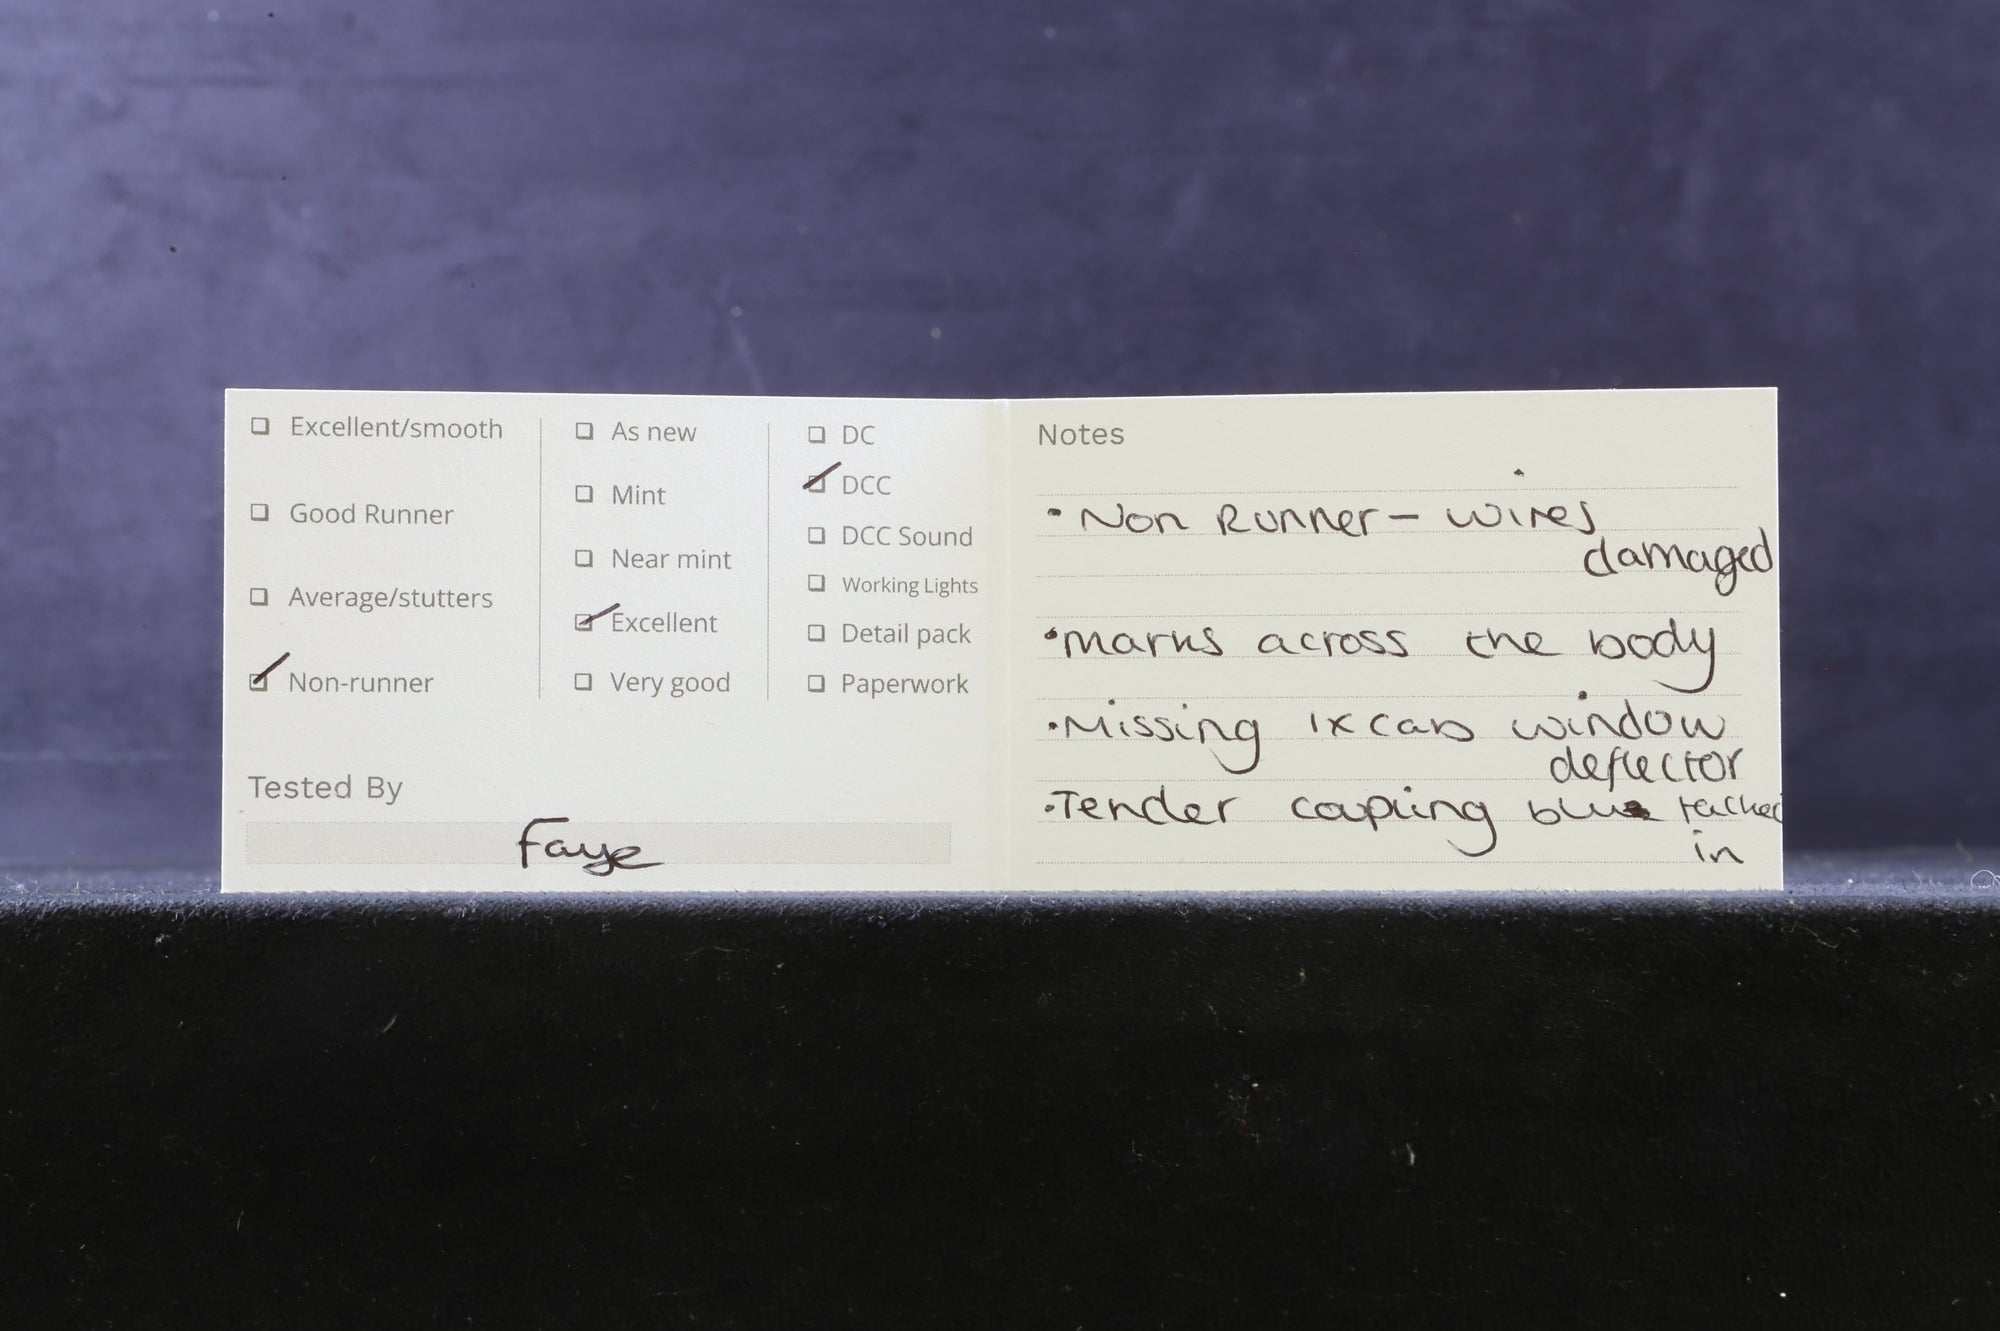 Excellent/smooth
Good Runner
Average/stutters
Non-runner
As new
Mint
Near mint
Excellent
Very good
DC
DCC
DCC Sound
Working Lights
Detail pack
Paperwork
Tested By
Faye
Notes
• Non Runner – wires
damaged
• marks across the body
• Missing 1x cab window
deflector
• Tender coupling blue tacked
in